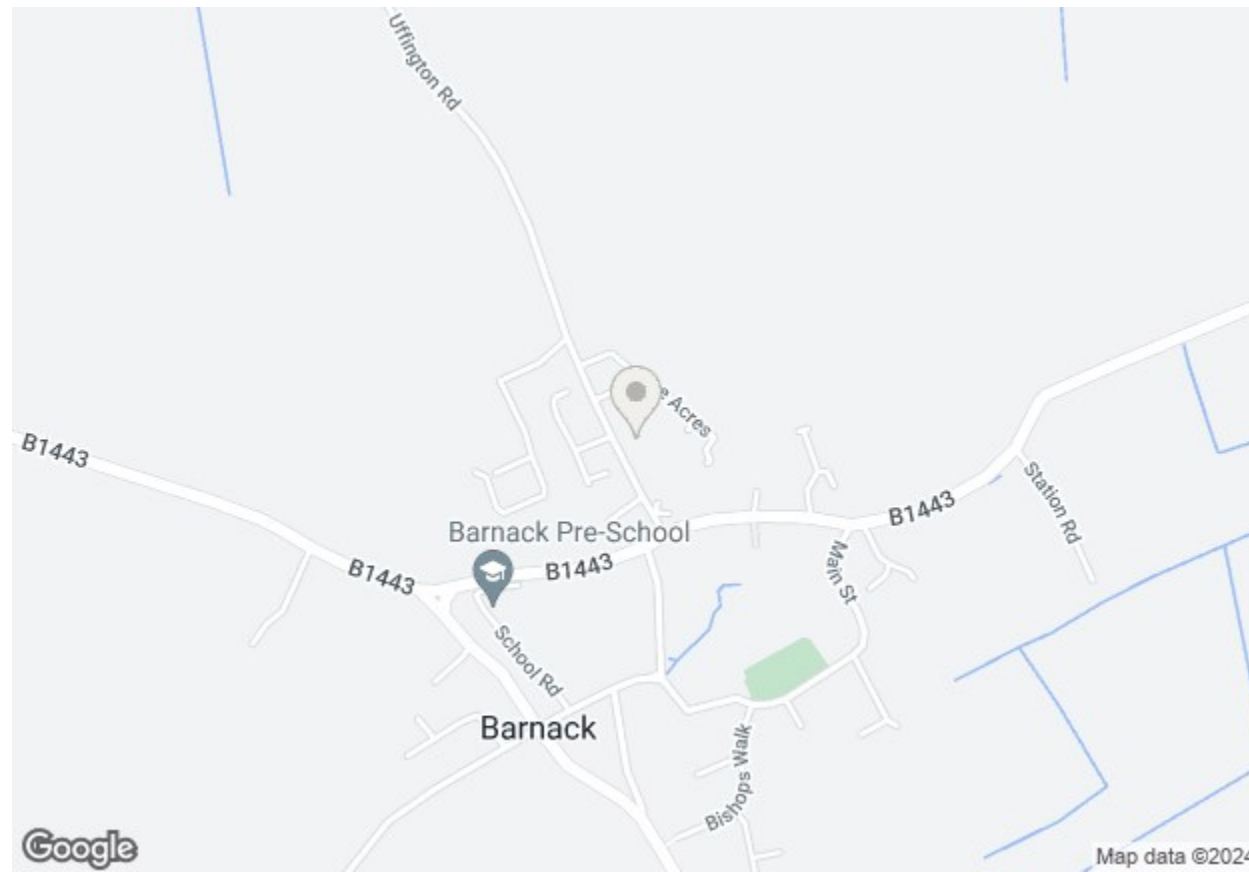 Uffington Rd
e Acres
B1443
B1443
Station Rd
Barnack Pre-School
B1443
B1443
Main St
School Rd
Barnack
Bishops Walk
Google
Map data ©2024